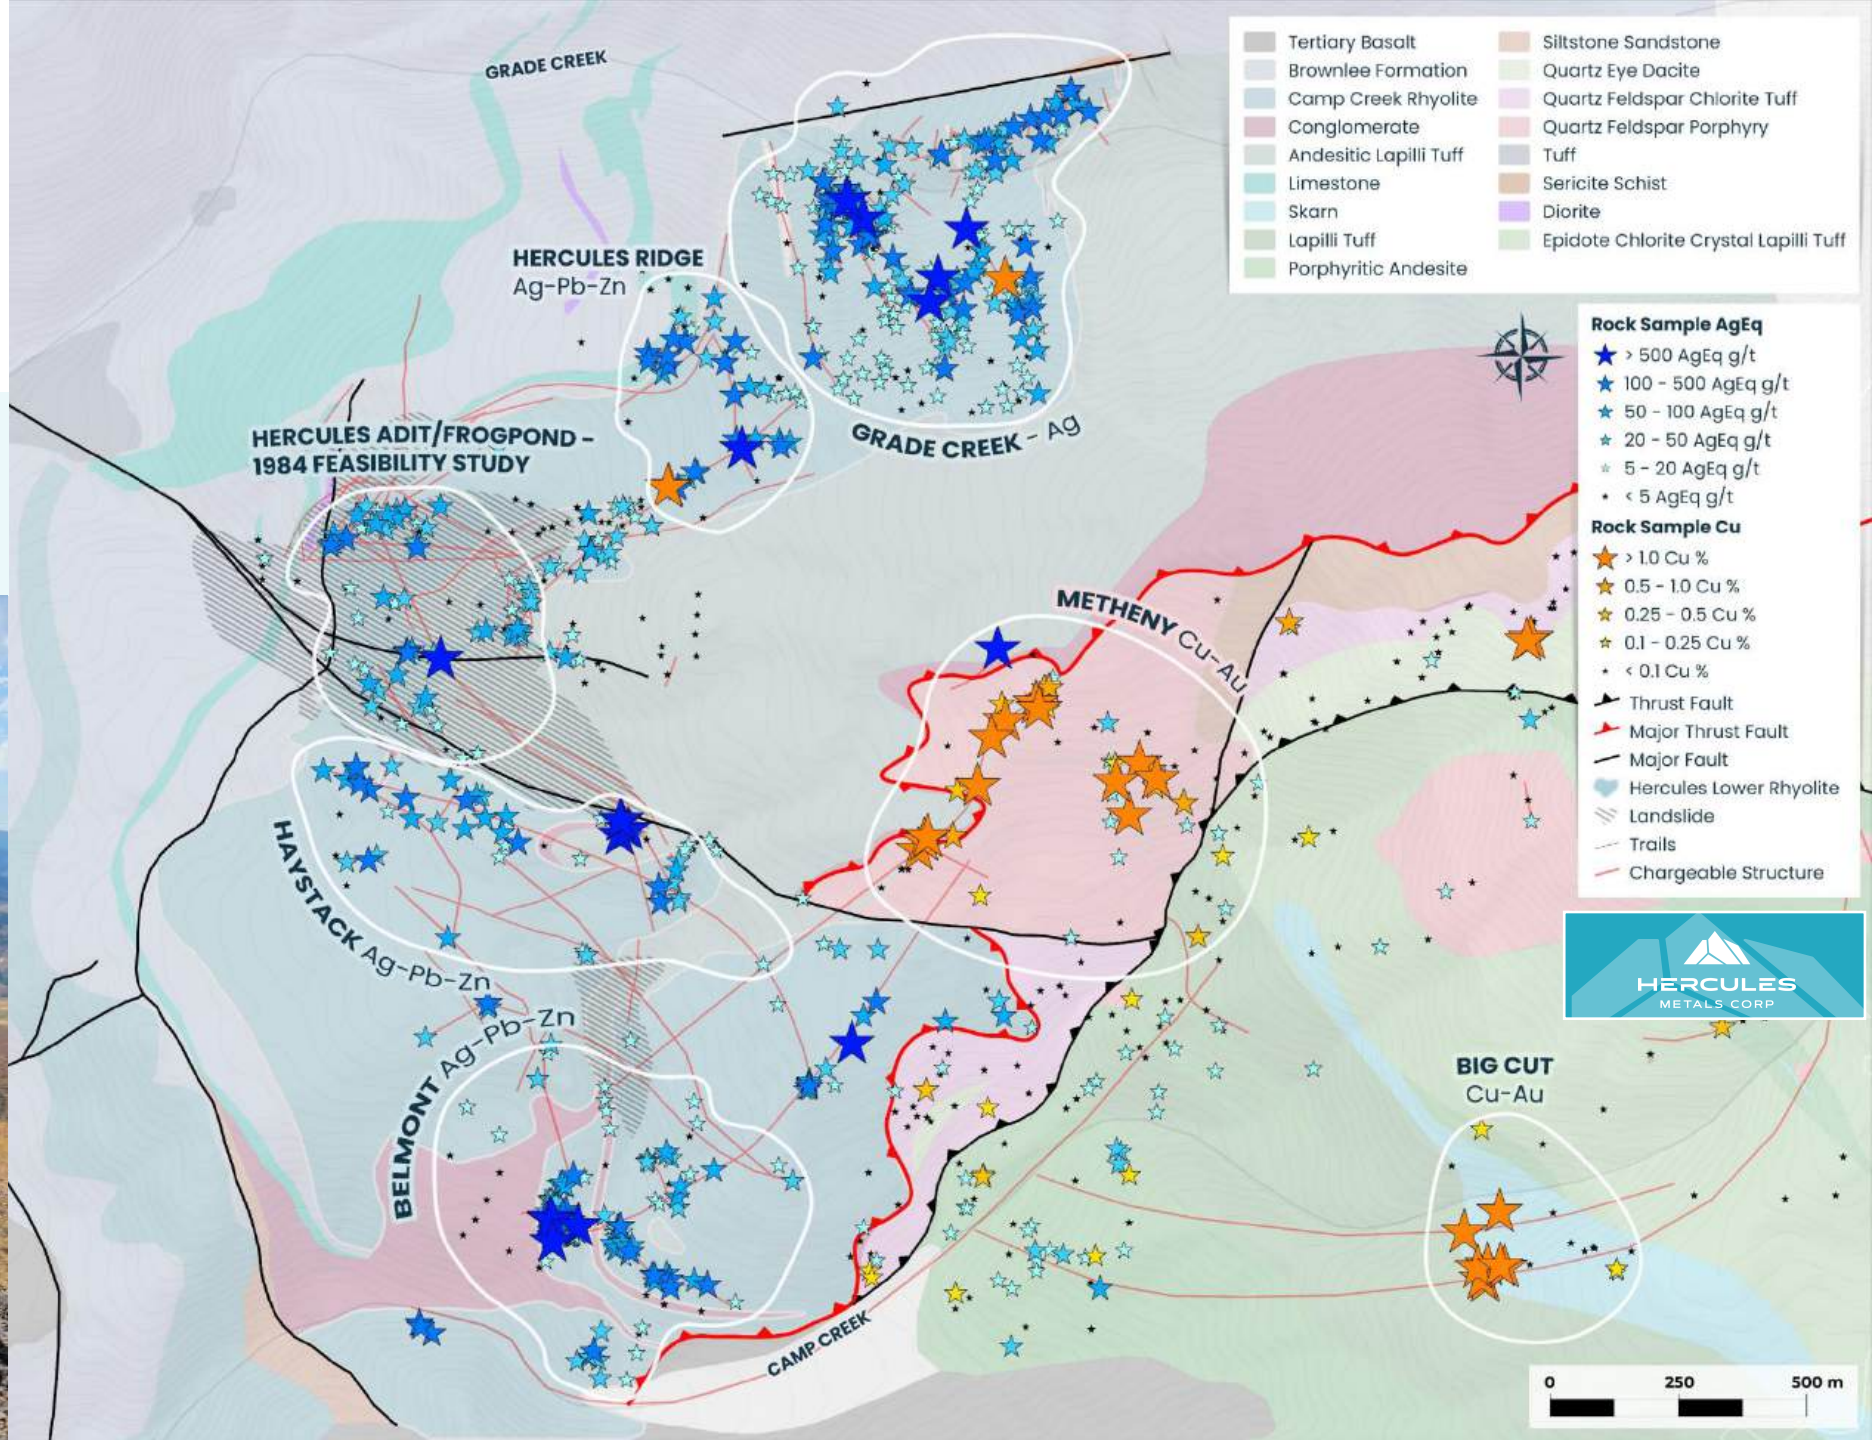 GRADE CREEK
HERCULES RIDGE
Ag-Pb-Zn
GRADE CREEK - Ag
HERCULES ADIT/FROGPOND -
1984 FEASIBILITY STUDY
METHENY Cu-Au
HAYSTACK Ag-Pb-Zn
BELMONT Ag-Pb-Zn
BIG CUT
Cu-Au
CAMP CREEK
Tertiary Basalt
Brownlee Formation
Camp Creek Rhyolite
Conglomerate
Andesitic Lapilli Tuff
Limestone
Skarn
Lapilli Tuff
Porphyritic Andesite
Siltstone Sandstone
Quartz Eye Dacite
Quartz Feldspar Chlorite Tuff
Quartz Feldspar Porphyry
Tuff
Sericite Schist
Diorite
Epidote Chlorite Crystal Lapilli Tuff
Rock Sample AgEq
> 500 AgEq g/t
100 - 500 AgEq g/t
50 - 100 AgEq g/t
20 - 50 AgEq g/t
5 - 20 AgEq g/t
< 5 AgEq g/t
Rock Sample Cu
> 1.0 Cu %
0.5 - 1.0 Cu %
0.25 - 0.5 Cu %
0.1 - 0.25 Cu %
< 0.1 Cu %
Thrust Fault
Major Thrust Fault
Major Fault
Hercules Lower Rhyolite
Landslide
Trails
Chargeable Structure
HERCULES
METALS CORP
0 250 500 m